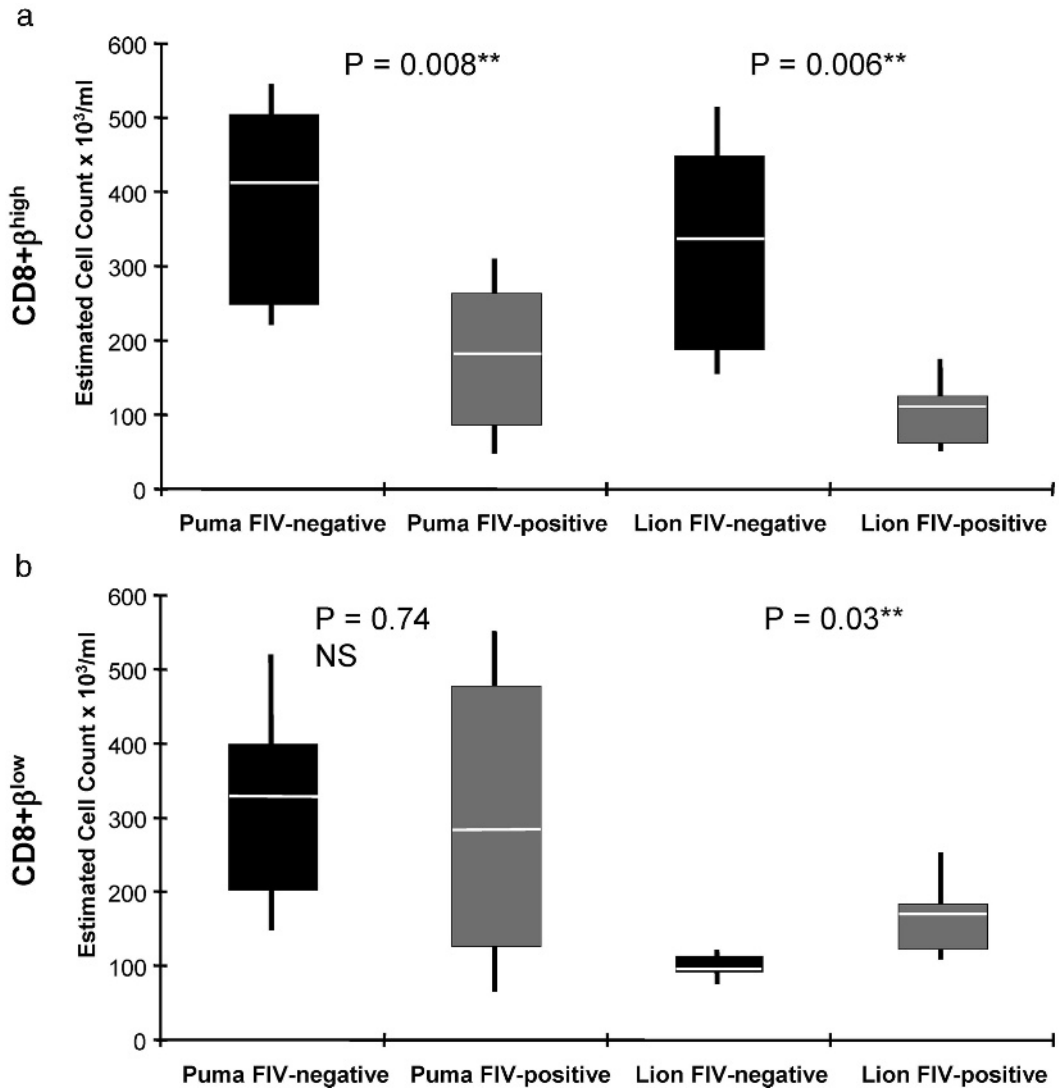 a
CD8+β^high
Estimated Cell Count x 10³/ml
600
500
400
300
200
100
0
P = 0.008**
P = 0.006**
Puma FIV-negative
Puma FIV-positive
Lion FIV-negative
Lion FIV-positive
b
CD8+β^low
Estimated Cell Count x 10³/ml
600
500
400
300
200
100
0
P = 0.74
NS
P = 0.03**
Puma FIV-negative
Puma FIV-positive
Lion FIV-negative
Lion FIV-positive